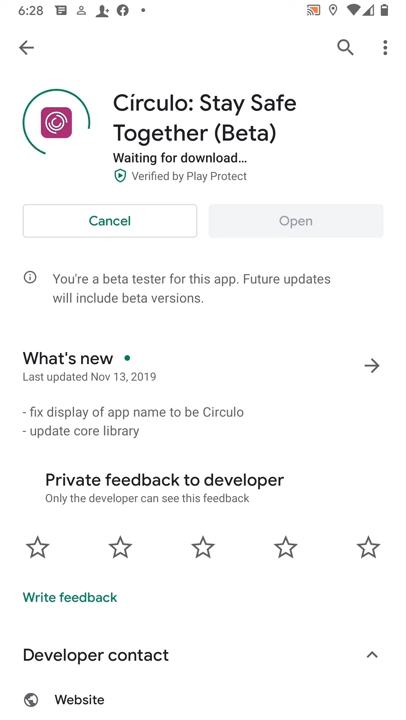 6:28
Círculo: Stay Safe
Together (Beta)
Waiting for download...
Verified by Play Protect
Cancel
Open
You're a beta tester for this app. Future updates
will include beta versions.
What's new
Last updated Nov 13, 2019
- fix display of app name to be Circulo
- update core library
Private feedback to developer
Only the developer can see this feedback
Write feedback
Developer contact
Website